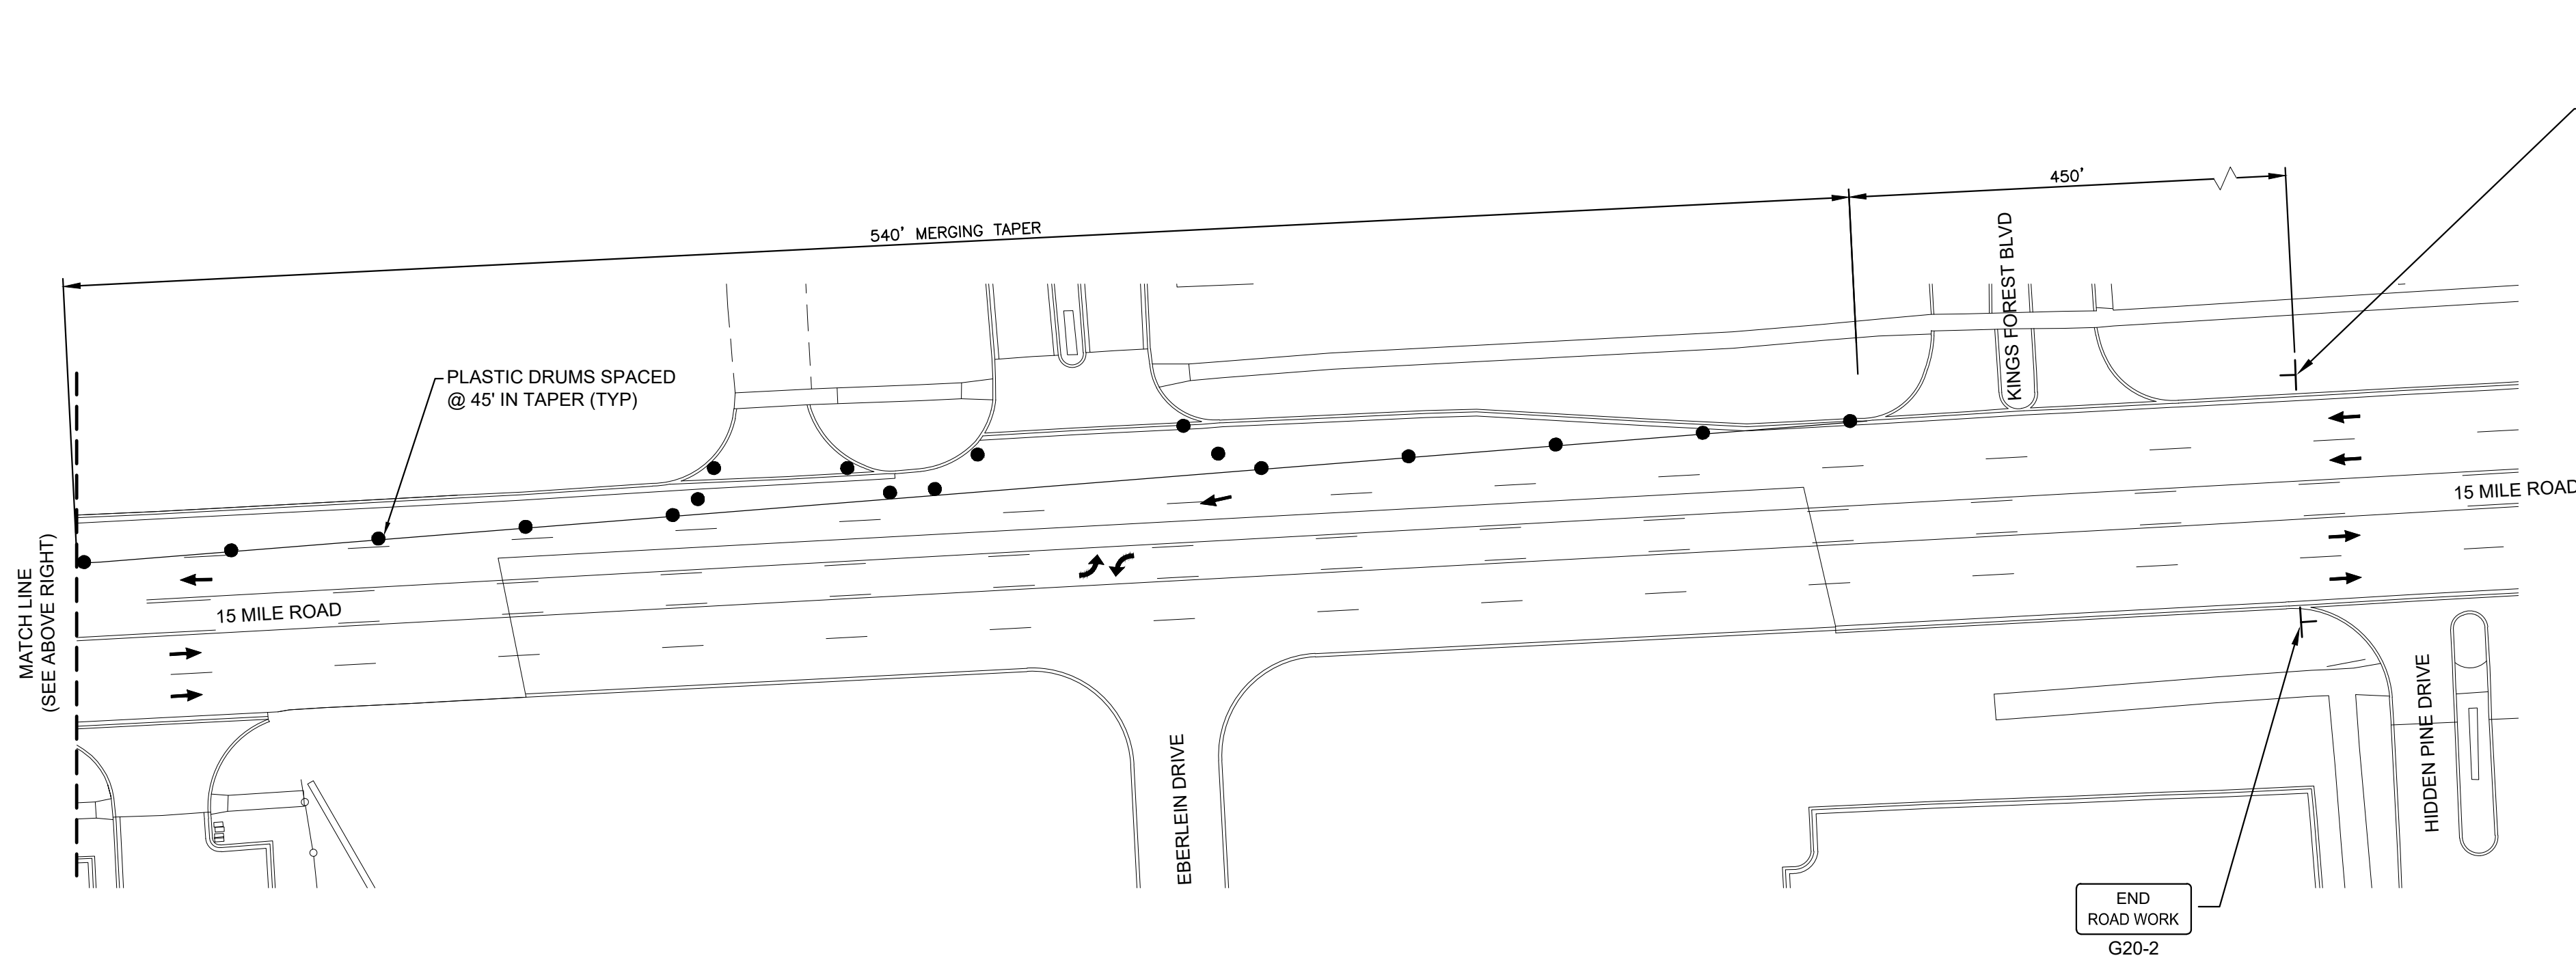 450'
540' MERGING TAPER
KINGS FOREST BLVD
PLASTIC DRUMS SPACED
@ 45' IN TAPER (TYP)
15 MILE ROAD
MATCH LINE
(SEE ABOVE RIGHT)
15 MILE ROAD
EBERLEIN DRIVE
HIDDEN PINE DRIVE
END
ROAD WORK
G20-2